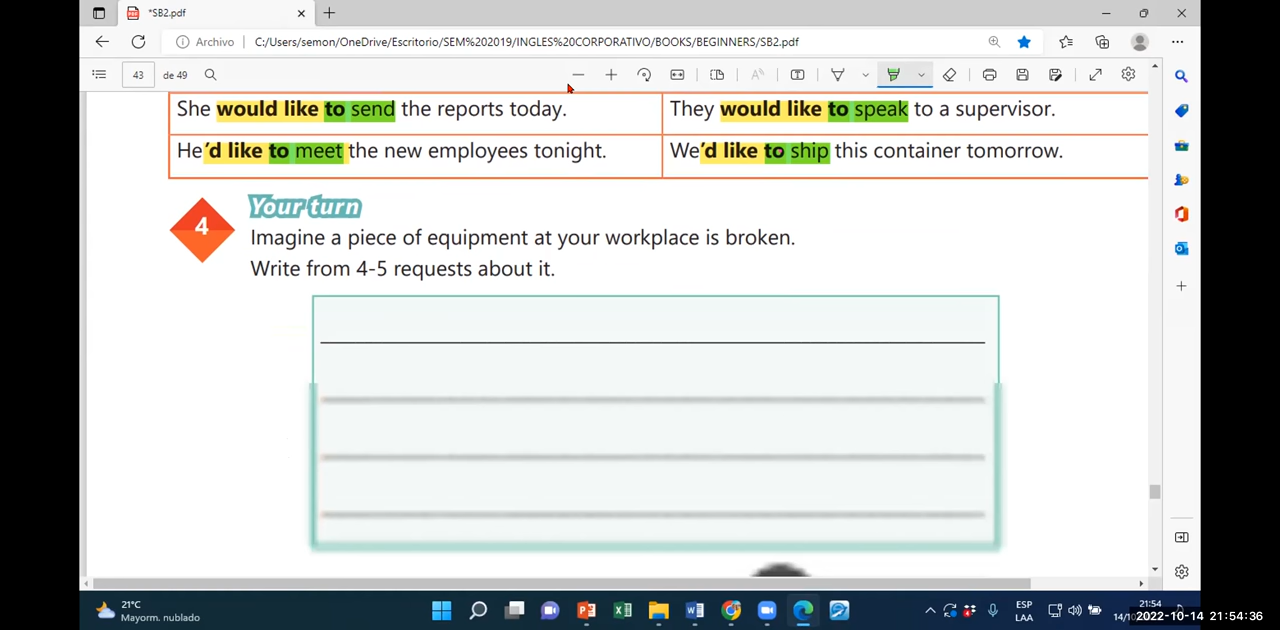 *SB2.pdf
Archivo
C:/Users/semon/OneDrive/Escritorio/SEM%202019/INGLES%20CORPORATIVO/BOOKS/BEGINNERS/SB2.pdf
43 de 49
She would like to send the reports today.
They would like to speak to a supervisor.
He'd like to meet the new employees tonight.
We'd like to ship this container tomorrow.
4
Your turn
Imagine a piece of equipment at your workplace is broken.
Write from 4-5 requests about it.
21°C
Mayorm. nublado
ESP
LAA
21:54
2022-10-14 21:54:36